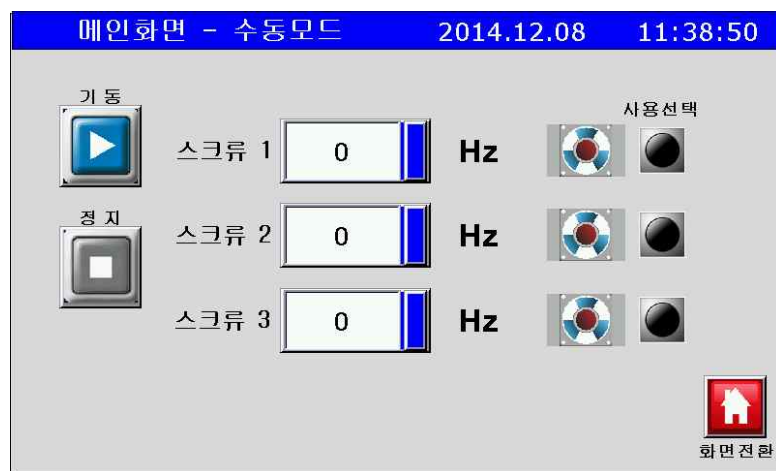 메인화면 - 수동모드 2014.12.08 11:38:50
기동
사용선택
스크류 1 0 Hz
정지
스크류 2 0 Hz
스크류 3 0 Hz
화면전환